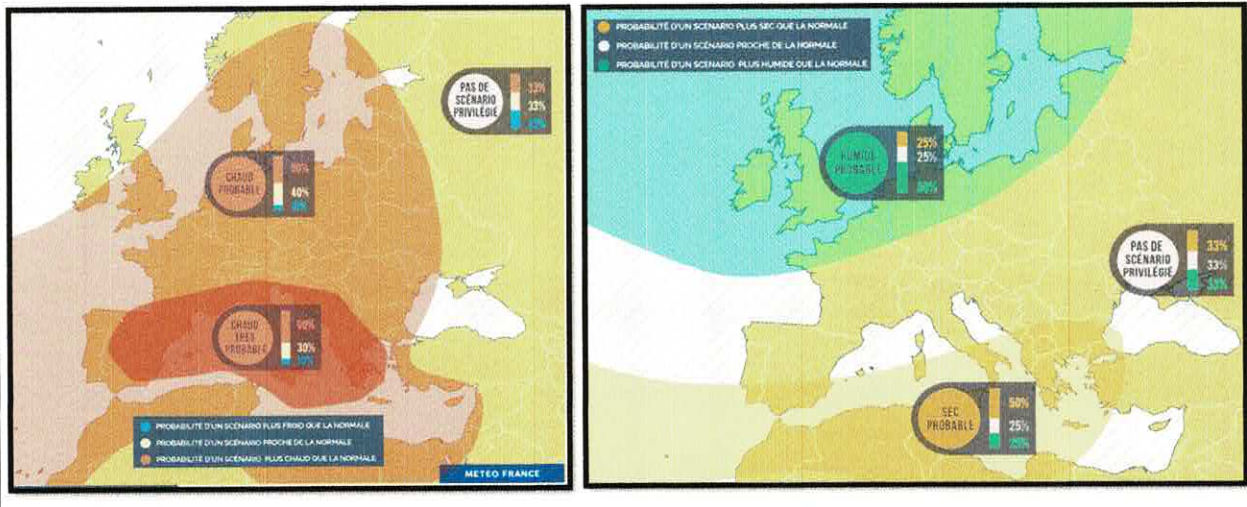 PAS DE
SCÉNARIO
PRIVILÉGIÉ
33%
33%
CHAUD
PROBABLE
40%
CHAUD
TRÈS
PROBABLE
30%
10%
PROBABILITÉ D'UN SCÉNARIO PLUS FROID QUE LA NORMALE
PROBABILITÉ D'UN SCÉNARIO PROCHE DE LA NORMALE
PROBABILITÉ D'UN SCÉNARIO PLUS CHAUD QUE LA NORMALE
METEO FRANCE
PROBABILITÉ D'UN SCÉNARIO PLUS SEC QUE LA NORMALE
PROBABILITÉ D'UN SCÉNARIO PROCHE DE LA NORMALE
PROBABILITÉ D'UN SCÉNARIO PLUS HUMIDE QUE LA NORMALE
HUMIDE
PROBABLE
25%
25%
PAS DE
SCÉNARIO
PRIVILÉGIÉ
33%
33%
33%
SEC
PROBABLE
50%
25%
25%